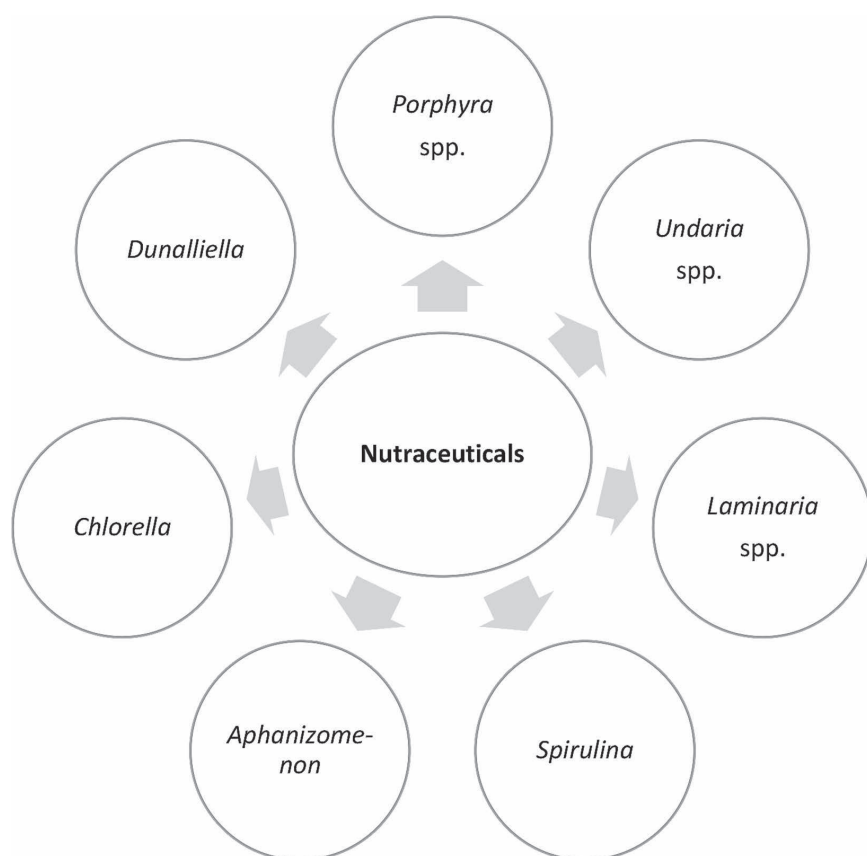 Porphyra
spp.
Undaria
spp.
Laminaria
spp.
Spirulina
Aphanizome-
non
Chlorella
Dunalliella
Nutraceuticals